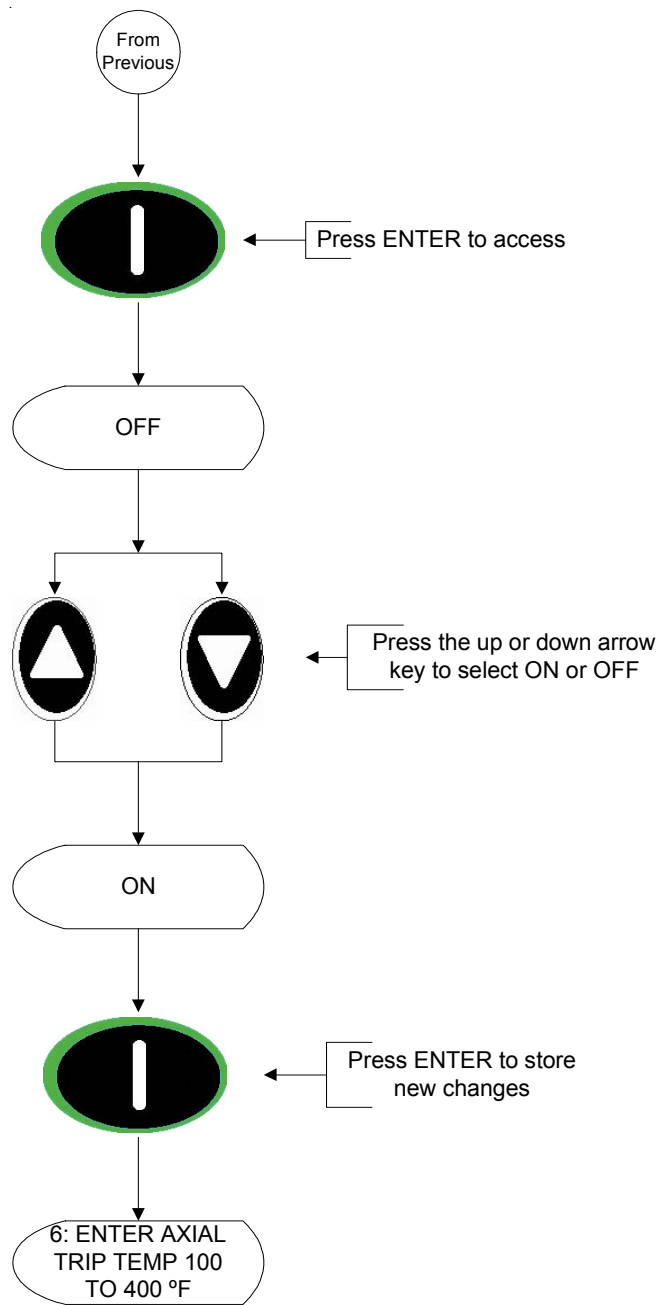 From
Previous
Press ENTER to access
OFF
Press the up or down arrow
key to select ON or OFF
ON
Press ENTER to store
new changes
6: ENTER AXIAL
TRIP TEMP 100
TO 400 ºF